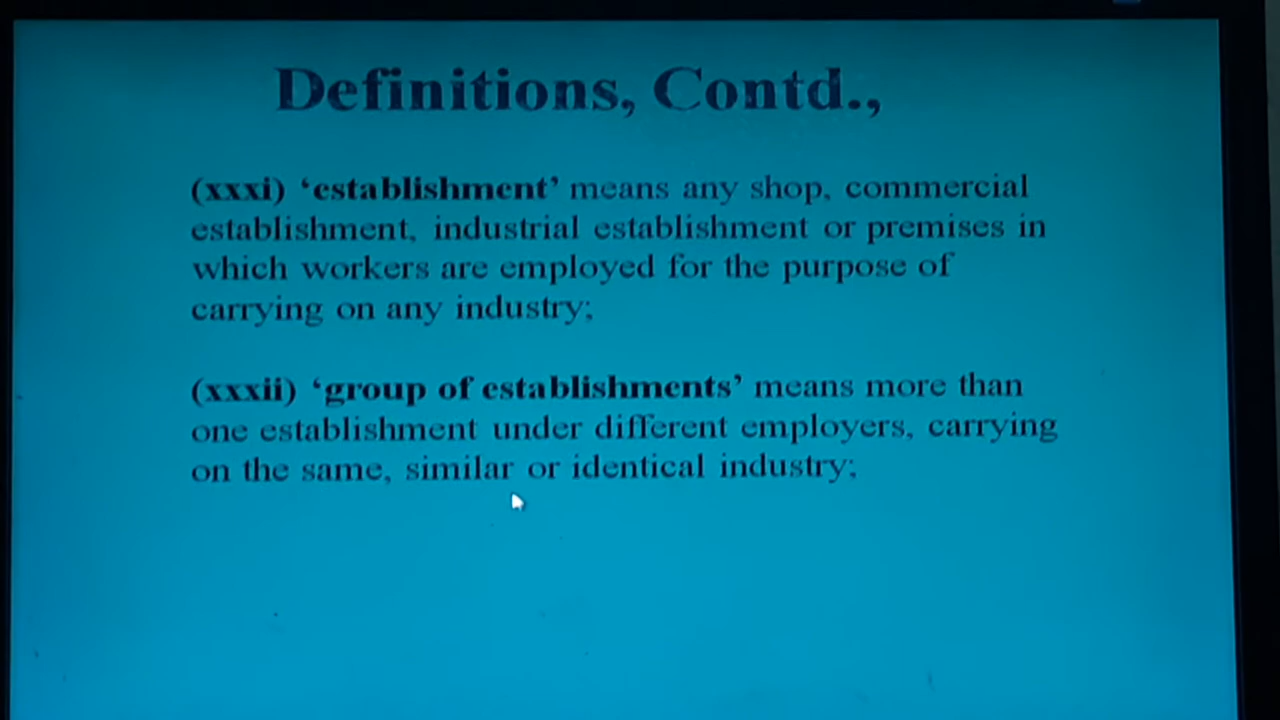 Definitions, Contd.,
(xxxi) ‘establishment’ means any shop, commercial
establishment, industrial establishment or premises in
which workers are employed for the purpose of
carrying on any industry;
(xxxii) ‘group of establishments’ means more than
one establishment under different employers, carrying
on the same, similar or identical industry;